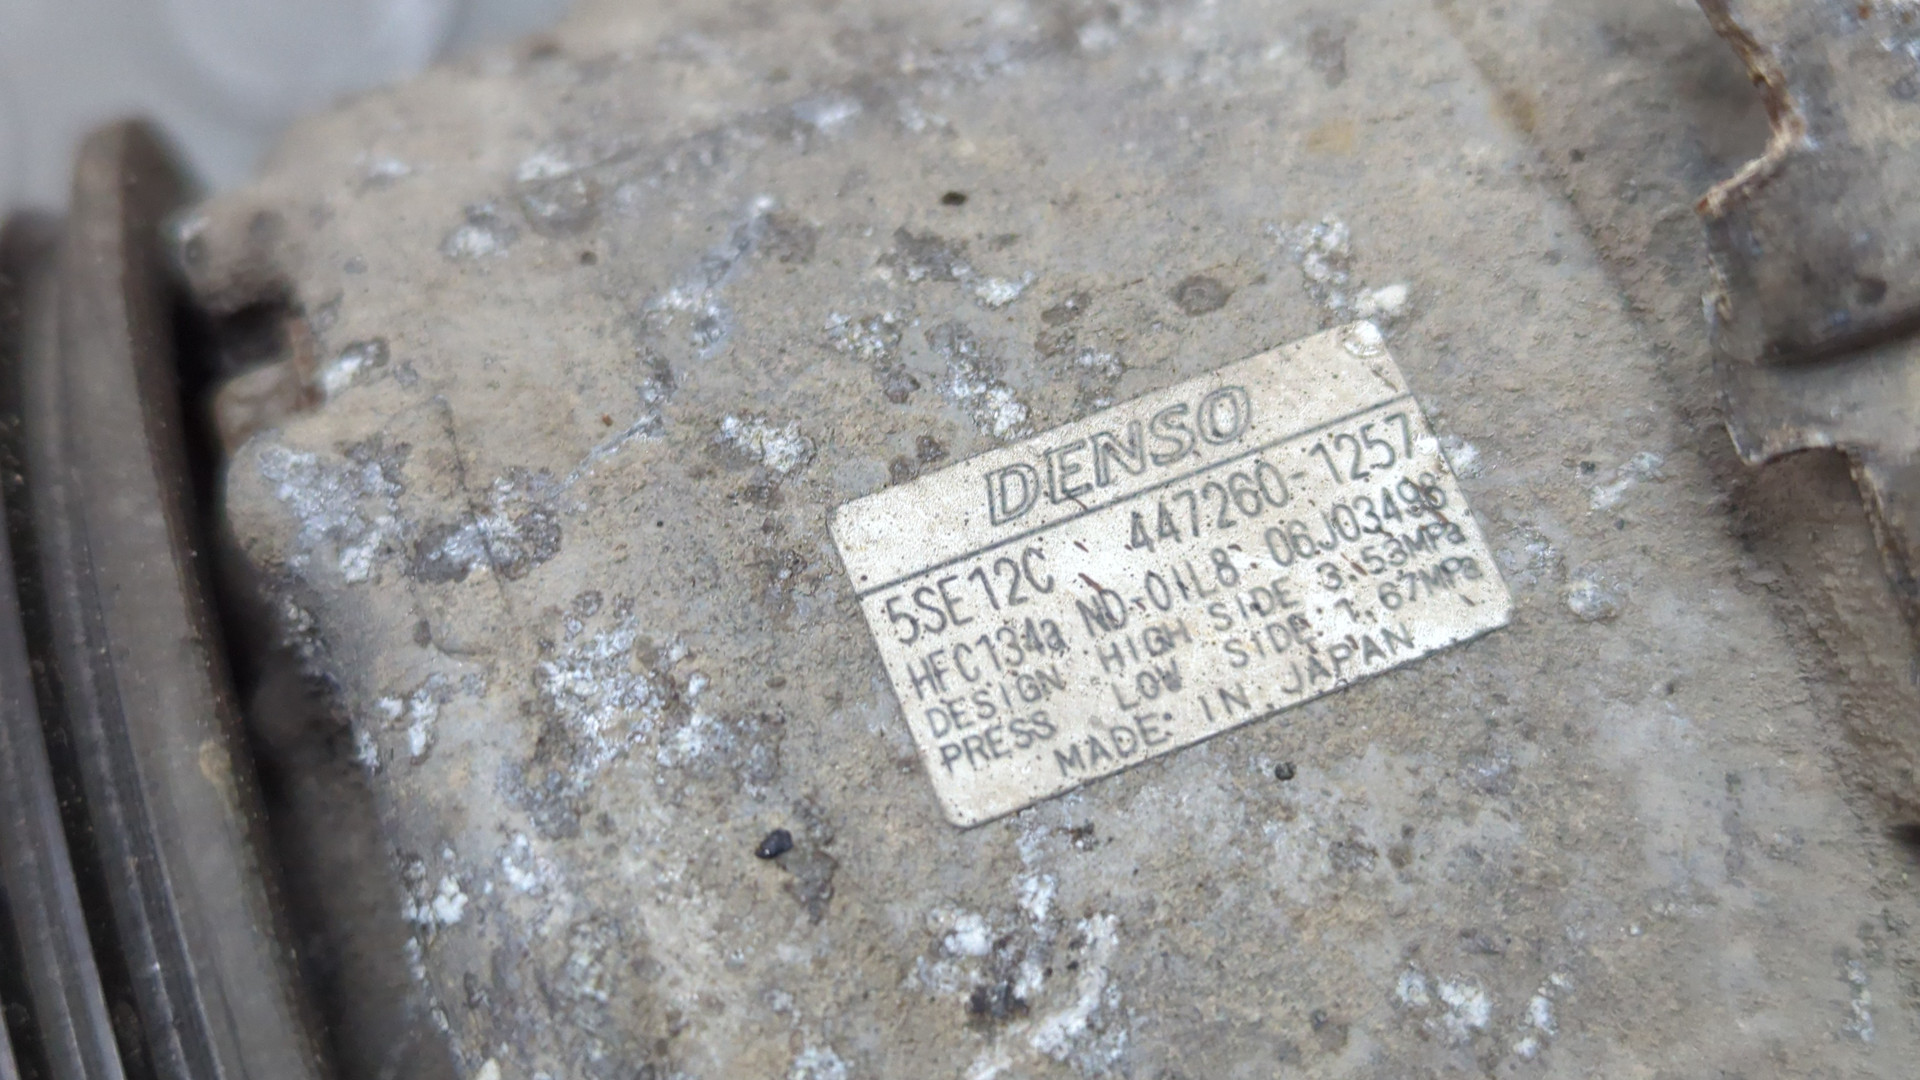 DENSO
5SE12C 447260-1257
HFC134a ND-OIL8 06J03496
DESIGN HIGH SIDE 3.53MPa
PRESS LOW SIDE 1.67MPa
MADE IN JAPAN